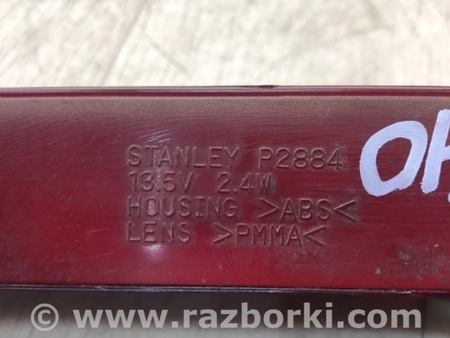 STANLEY P2884
13.5V 2.4W
HOUSING >ABS<
LENS >PMMA<
© www.razborki.com